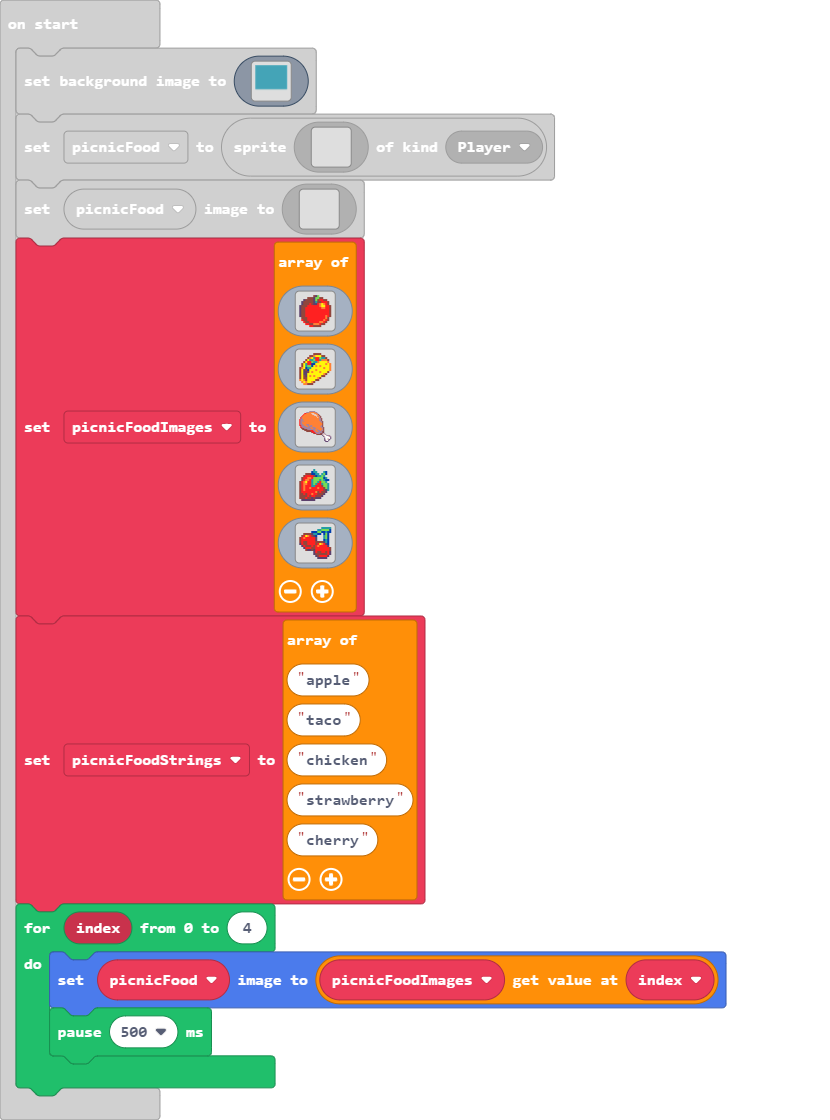 on start
set background image to
set picnicFood to sprite of kind Player
set picnicFood image to
array of
set picnicFoodImages to
array of
"apple"
"taco"
set picnicFoodStrings to "chicken"
"strawberry"
"cherry"
for index from 0 to 4
do
set picnicFood image to picnicFoodImages get value at index
pause 500 ms